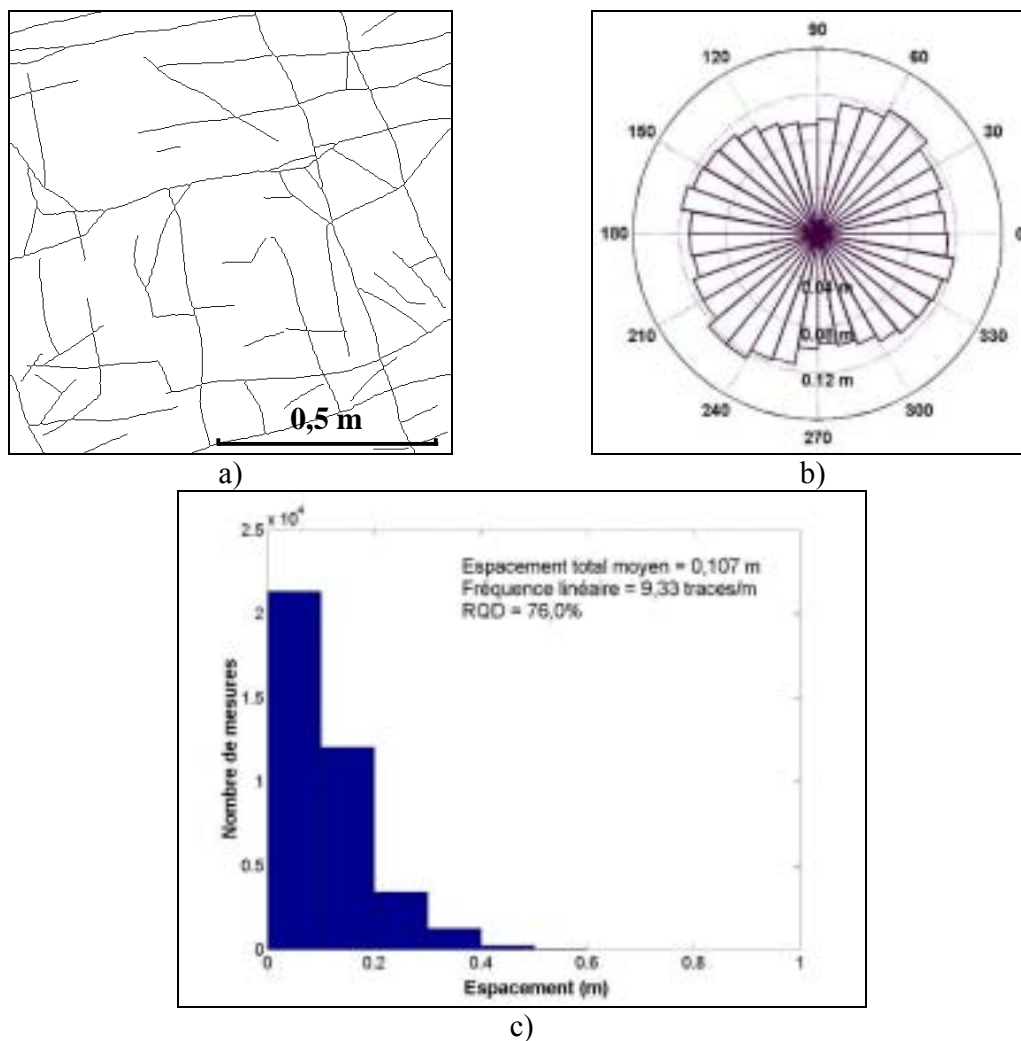 0,5 m
a)
90
120
60
150
30
180
0
210
330
240
300
270
0.04 m
0.08 m
0.12 m
b)
x 10⁴
2.5
2
1.5
1
0.5
0
Nombre de mesures
Espacement total moyen = 0,107 m
Fréquence linéaire = 9,33 traces/m
RQD = 76,0%
0
0.2
0.4
0.6
0.8
1
Espacement (m)
c)